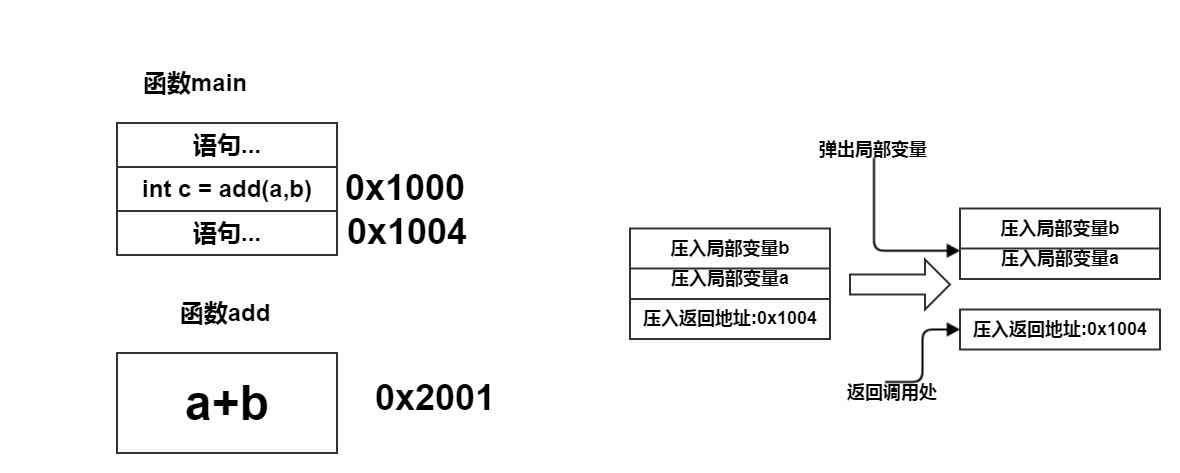 函数main
语句...
int c = add(a,b)
0x1000
语句...
0x1004
函数add
a+b
0x2001
压入局部变量b
压入局部变量a
压入返回地址:0x1004
弹出局部变量
压入局部变量b
压入局部变量a
压入返回地址:0x1004
返回调用处